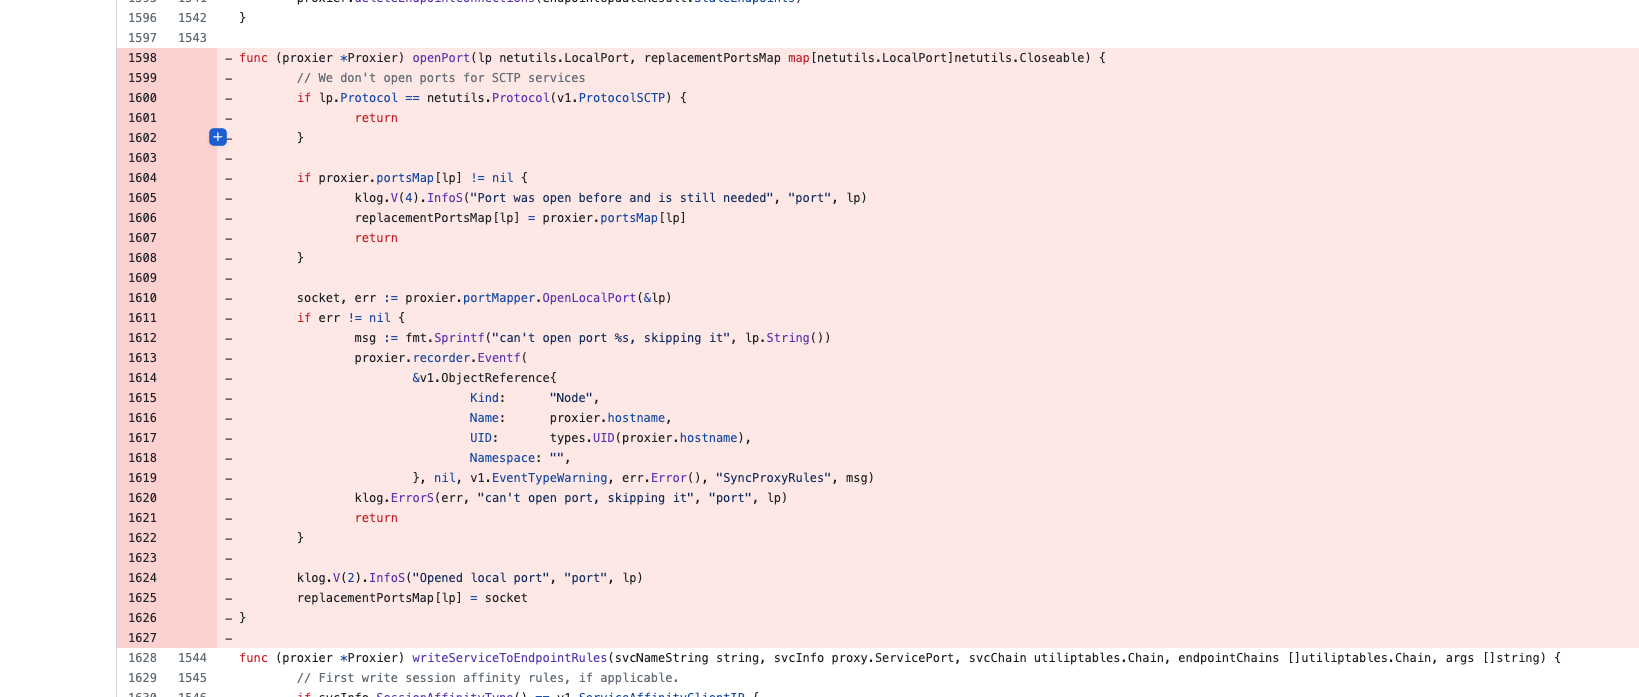 1595 1541 proxier.deleteEndpointConnections(endpointUpdateResult.StaleEndpoints)
1596 1542 }
1597 1543
1598 - func (proxier *Proxier) openPort(lp netutils.LocalPort, replacementPortsMap map[netutils.LocalPort]netutils.Closeable) {
1599 - // We don't open ports for SCTP services
1600 - if lp.Protocol == netutils.Protocol(v1.ProtocolSCTP) {
1601 - return
1602 + - }
1603 -
1604 - if proxier.portsMap[lp] != nil {
1605 - klog.V(4).InfoS("Port was open before and is still needed", "port", lp)
1606 - replacementPortsMap[lp] = proxier.portsMap[lp]
1607 - return
1608 - }
1609 -
1610 - socket, err := proxier.portMapper.OpenLocalPort(&lp)
1611 - if err != nil {
1612 - msg := fmt.Sprintf("can't open port %s, skipping it", lp.String())
1613 - proxier.recorder.Eventf(
1614 - &v1.ObjectReference{
1615 - Kind: "Node",
1616 - Name: proxier.hostname,
1617 - UID: types.UID(proxier.hostname),
1618 - Namespace: "",
1619 - }, nil, v1.EventTypeWarning, err.Error(), "SyncProxyRules", msg)
1620 - klog.ErrorS(err, "can't open port, skipping it", "port", lp)
1621 - return
1622 - }
1623 -
1624 - klog.V(2).InfoS("Opened local port", "port", lp)
1625 - replacementPortsMap[lp] = socket
1626 - }
1627 -
1628 1544 func (proxier *Proxier) writeServiceToEndpointRules(svcNameString string, svcInfo proxy.ServicePort, svcChain utiliptables.Chain, endpointChains []utiliptables.Chain, args []string) {
1629 1545 // First write session affinity rules, if applicable.
1630 1546 if svcInfo.SessionAffinityType() == v1.ServiceAffinityClientIP {